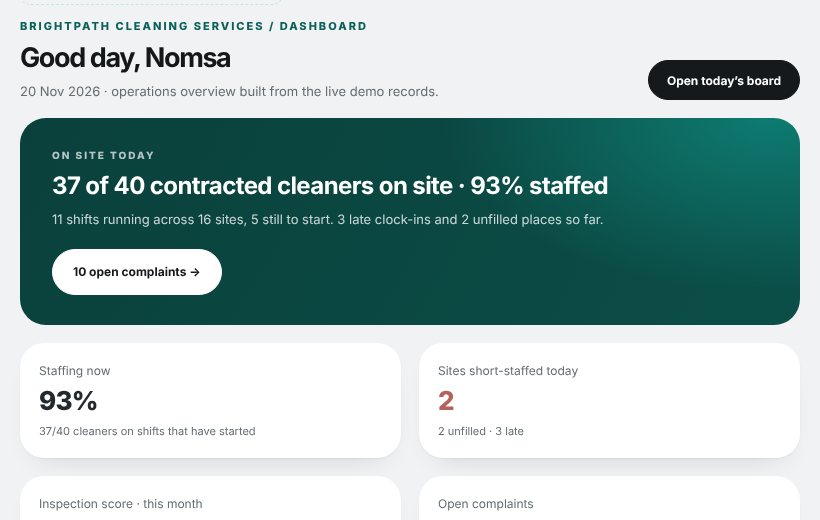 BRIGHTPATH CLEANING SERVICES / DASHBOARD
Good day, Nomsa
20 Nov 2026 · operations overview built from the live demo records.
Open today’s board
ON SITE TODAY
37 of 40 contracted cleaners on site · 93% staffed
11 shifts running across 16 sites, 5 still to start. 3 late clock-ins and 2 unfilled places so far.
10 open complaints →
Staffing now
93%
37/40 cleaners on shifts that have started
Sites short-staffed today
2
2 unfilled · 3 late
Inspection score · this month
Open complaints